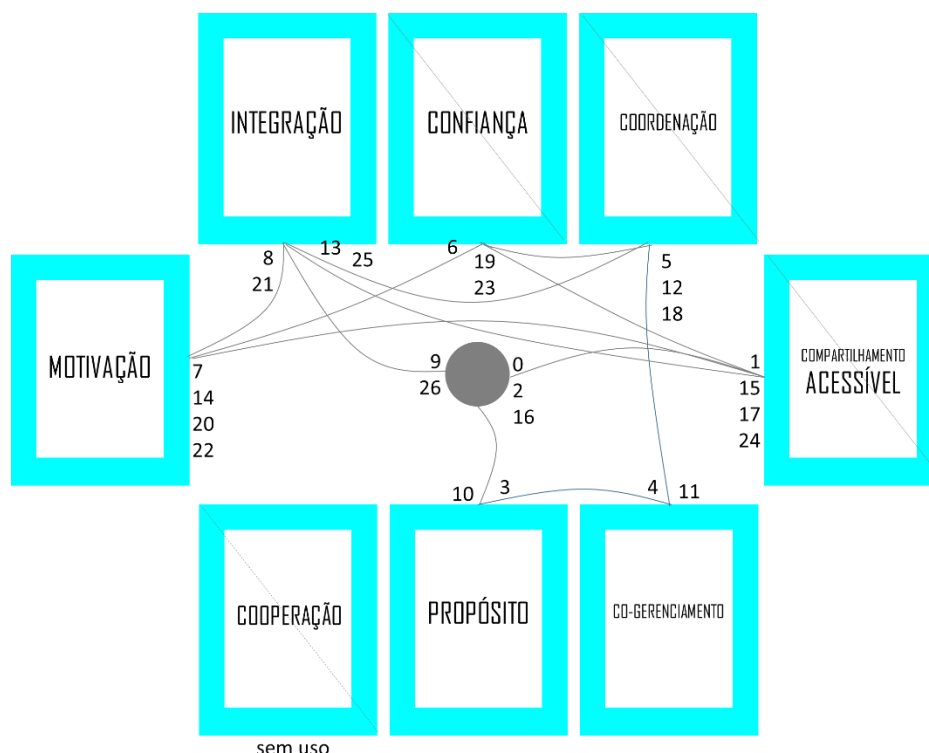 INTEGRAÇÃO
CONFIANÇA
COORDENAÇÃO
8
21
13
25
6
19
23
5
12
18
MOTIVAÇÃO
7
14
20
22
9
26
0
2
16
1
15
17
24
COMPARTILHAMENTO
ACESSÍVEL
10
3
4
11
COOPERAÇÃO
PROPÓSITO
CO-GERENCIAMENTO
sem uso